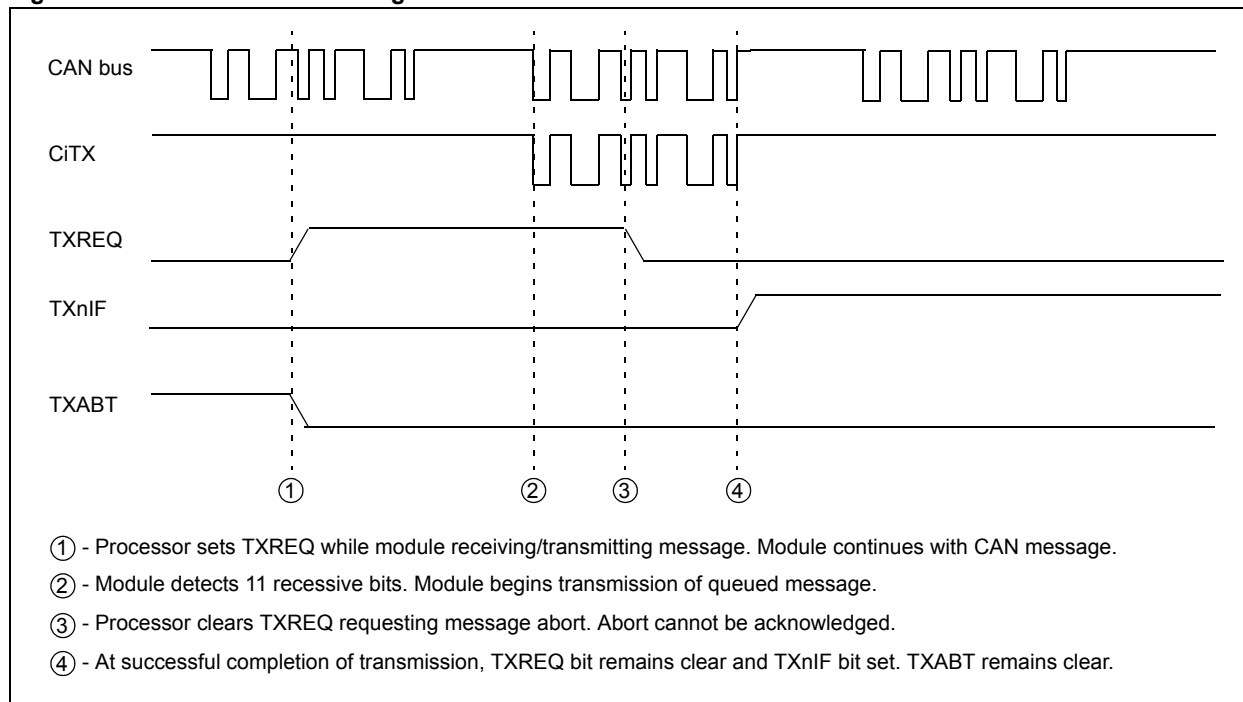 CAN bus
CiTX
TXREQ
TXnIF
TXABT
1 2 3 4
1 - Processor sets TXREQ while module receiving/transmitting message. Module continues with CAN message.
2 - Module detects 11 recessive bits. Module begins transmission of queued message.
3 - Processor clears TXREQ requesting message abort. Abort cannot be acknowledged.
4 - At successful completion of transmission, TXREQ bit remains clear and TXnIF bit set. TXABT remains clear.